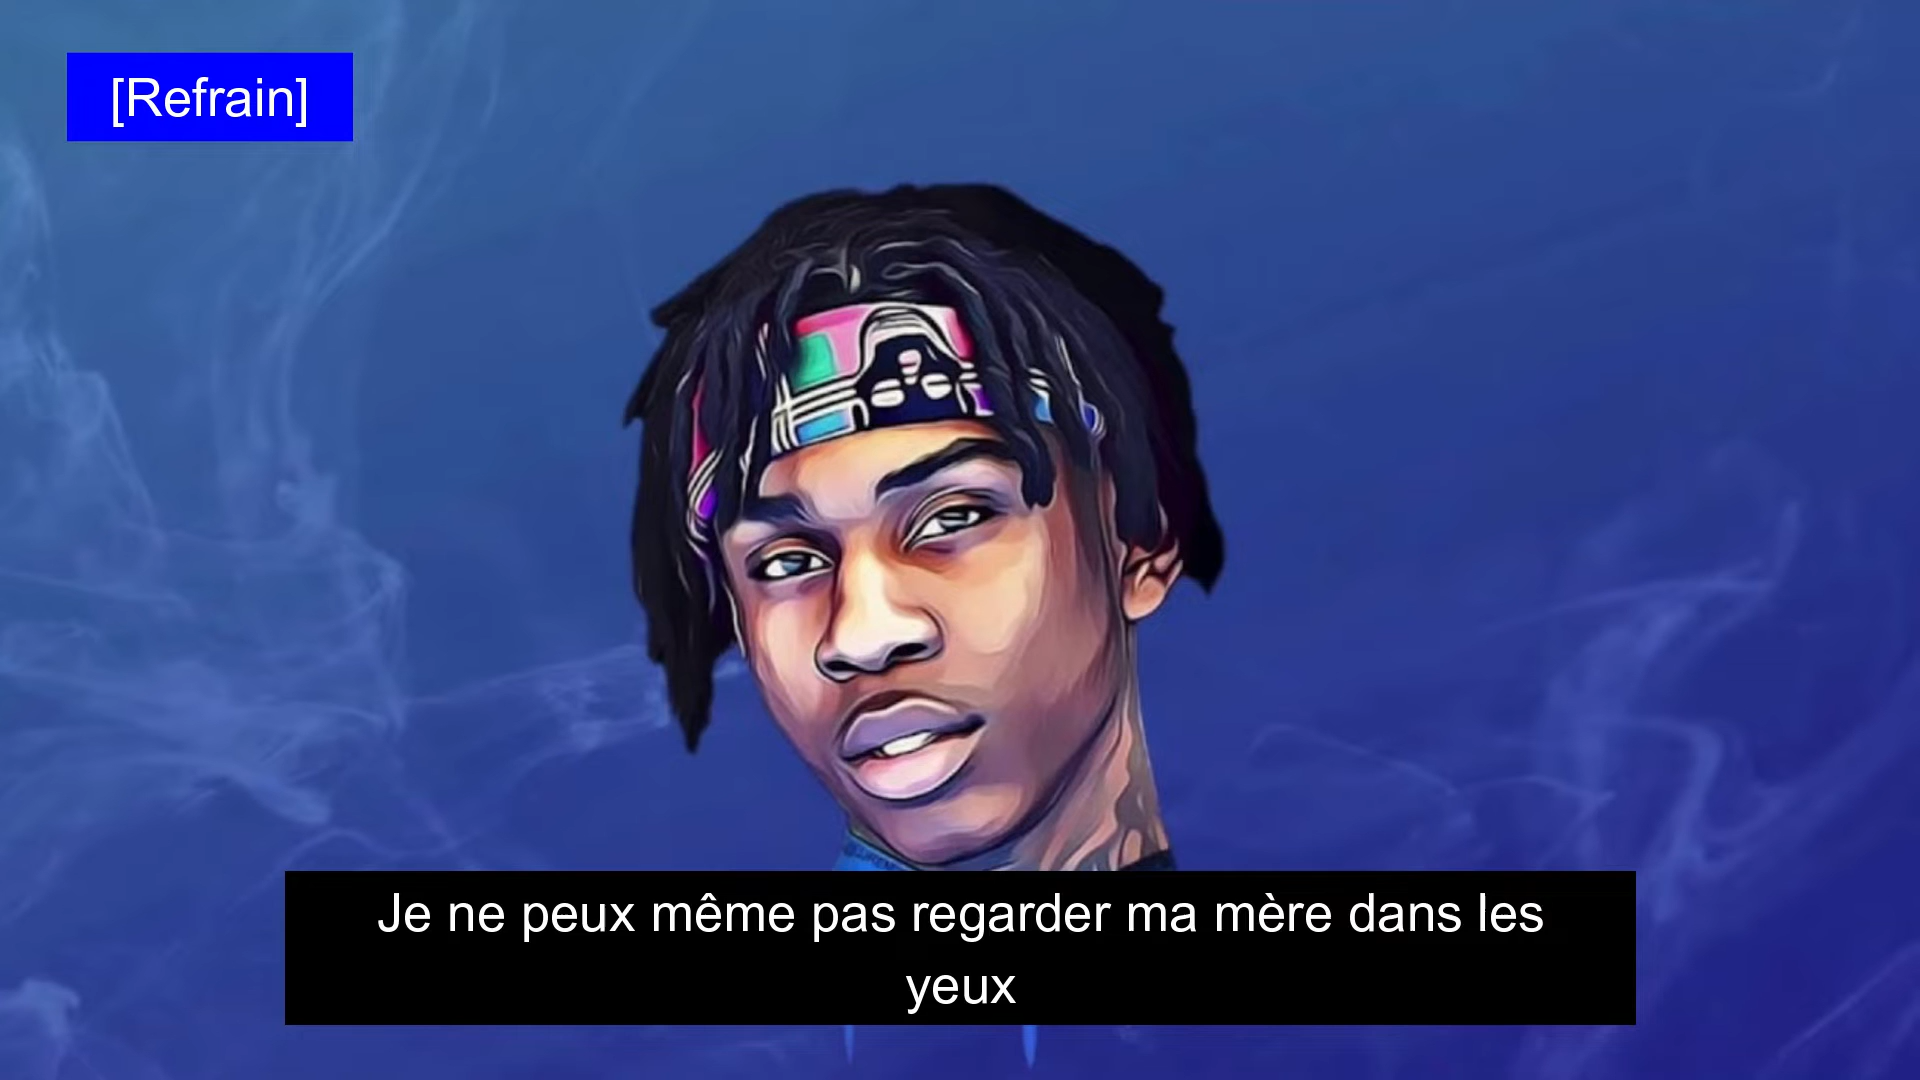 [Refrain]
Je ne peux même pas regarder ma mère dans les
yeux